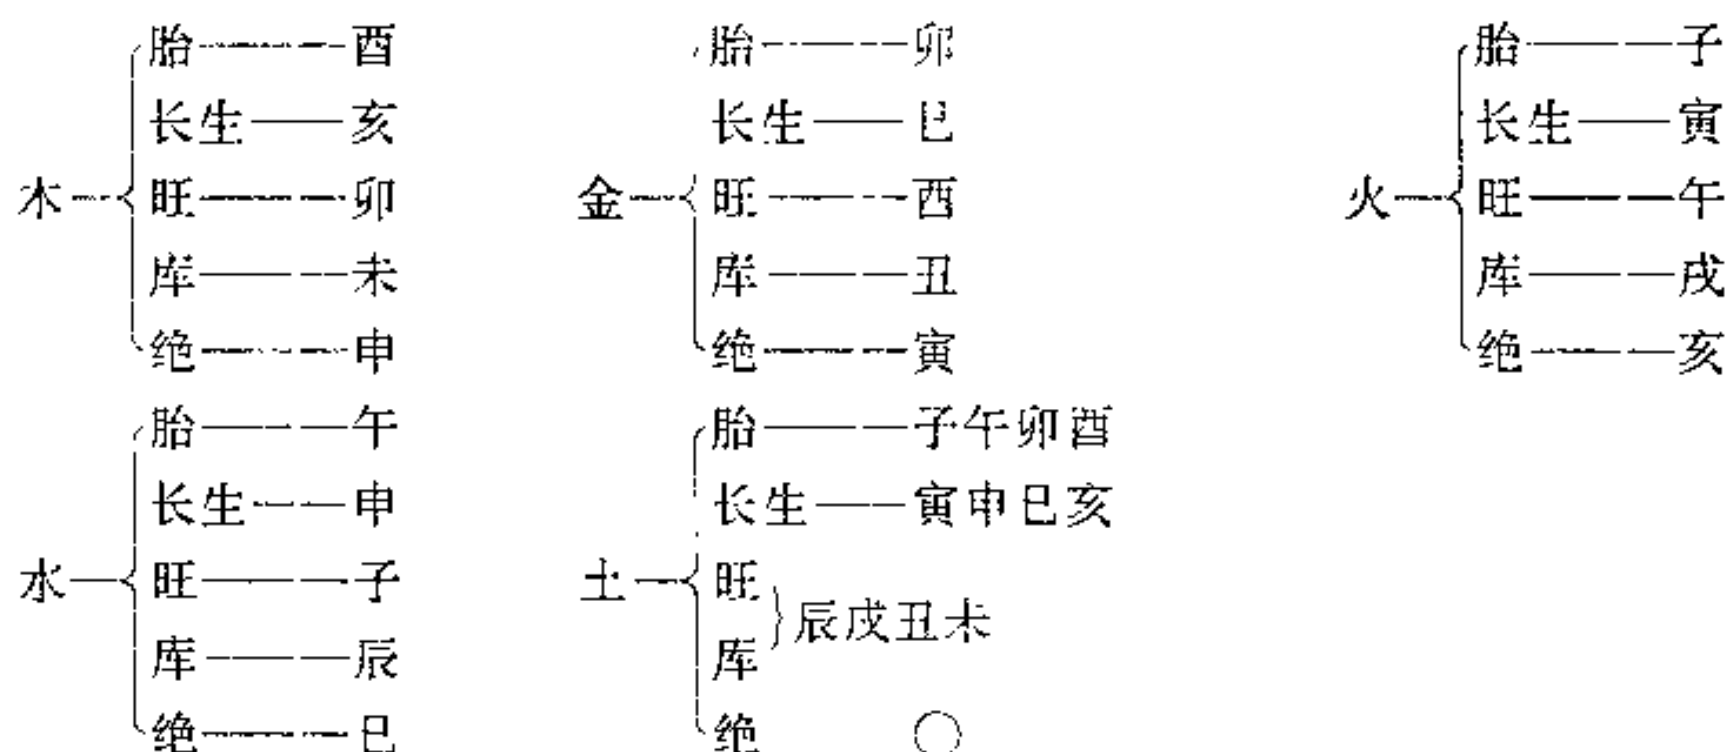 胎———酉 胎———卯 胎———子
长生——亥 长生——巳 长生——寅
木—旺———卯 金—旺———酉 火—旺———午
库———未 库———丑 库———戌
绝———申 绝———寅 绝———亥
胎———午 胎———子午卯酉
长生——申 长生——寅申巳亥
水—旺———子 土—旺
辰戌丑未
库———辰 库
绝———巳 绝 ○